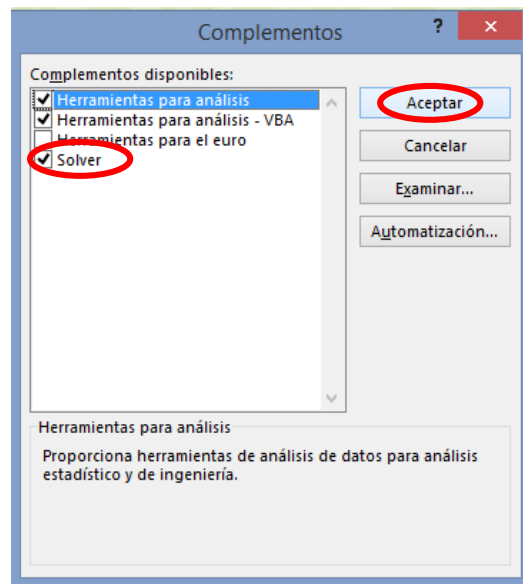 Complementos ? ×
Complementos disponibles:
Herramientas para análisis
Herramientas para análisis - VBA
Herramientas para el euro
Solver
Aceptar
Cancelar
Examinar...
Automatización...
Herramientas para análisis
Proporciona herramientas de análisis de datos para análisis
estadístico y de ingeniería.